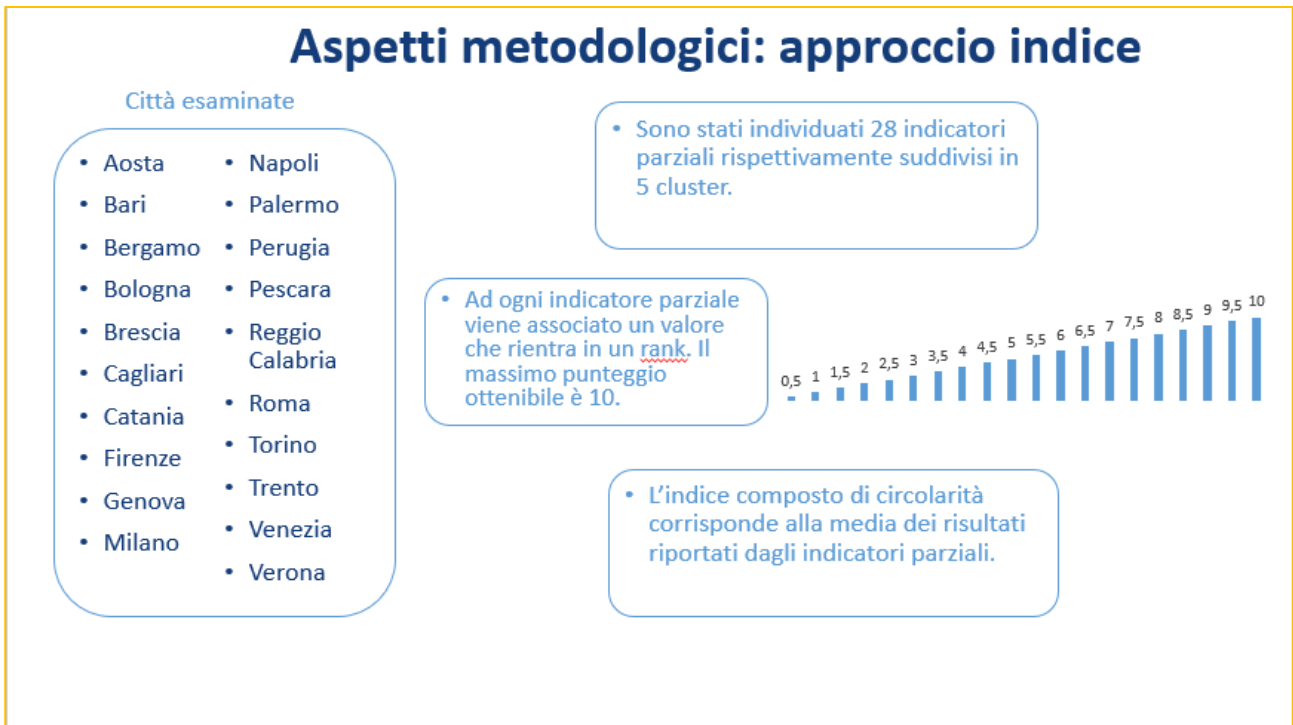 Aspetti metodologici: approccio indice
Città esaminate
• Aosta
• Bari
• Bergamo
• Bologna
• Brescia
• Cagliari
• Catania
• Firenze
• Genova
• Milano
• Napoli
• Palermo
• Perugia
• Pescara
• Reggio
Calabria
• Roma
• Torino
• Trento
• Venezia
• Verona
• Sono stati individuati 28 indicatori
parziali rispettivamente suddivisi in
5 cluster.
• Ad ogni indicatore parziale
viene associato un valore
che rientra in un rank. Il
massimo punteggio
ottenibile è 10.
0,5 1 1,5 2 2,5 3 3,5 4 4,5 5 5,5 6 6,5 7 7,5 8 8,5 9 9,5 10
• L'indice composto di circolarità
corrisponde alla media dei risultati
riportati dagli indicatori parziali.